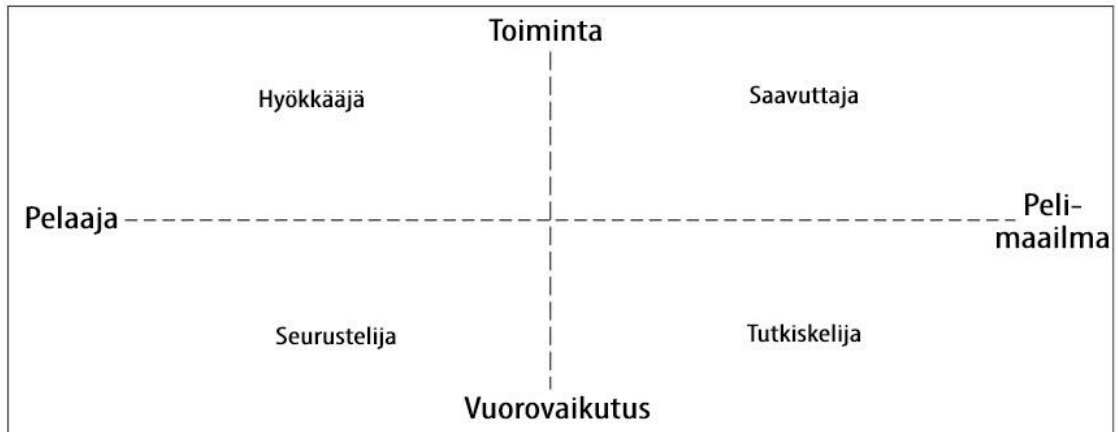 Toiminta
Hyökkääjä
Saavuttaja
Pelaaja
Peli-
maailma
Seurustelija
Tutkiskelija
Vuorovaikutus